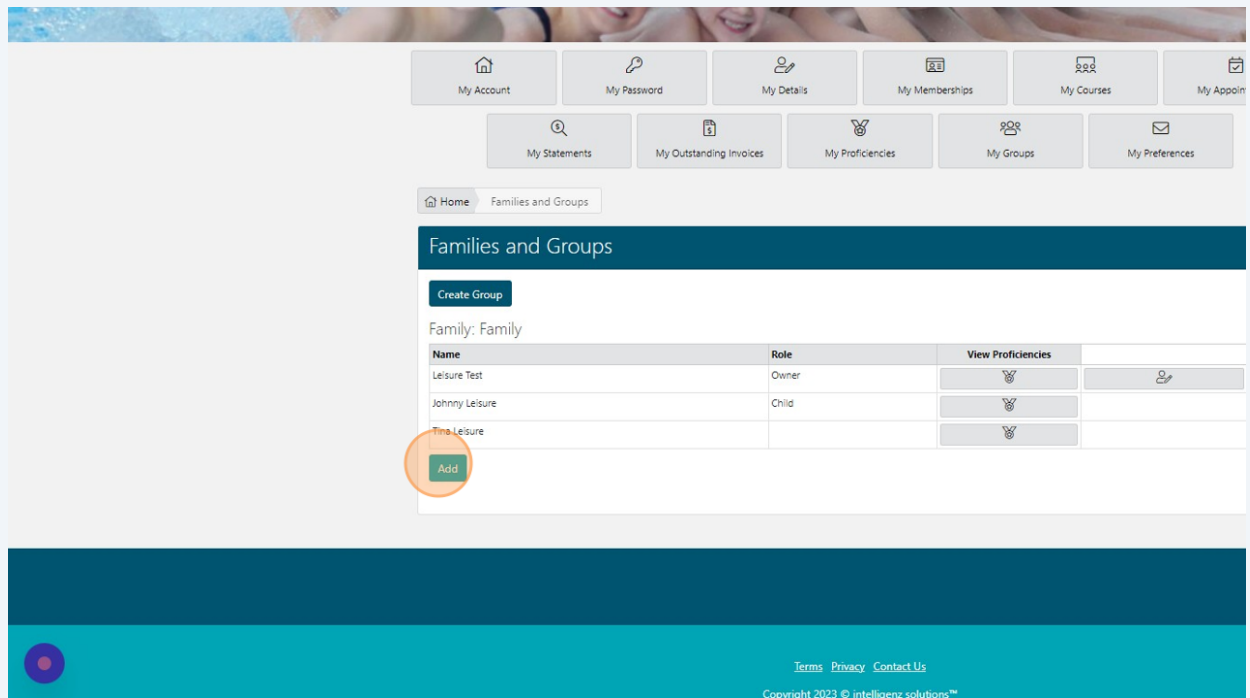 My Account My Password My Details My Memberships My Courses My Appoin
My Statements My Outstanding Invoices My Proficiencies My Groups My Preferences
Home Families and Groups
Families and Groups
Create Group
Family: Family
Name Role View Proficiencies
Leisure Test Owner
Johnny Leisure Child
Tina Leisure
Add
Terms Privacy Contact Us
Copyright 2023 © intelligenz solutions™